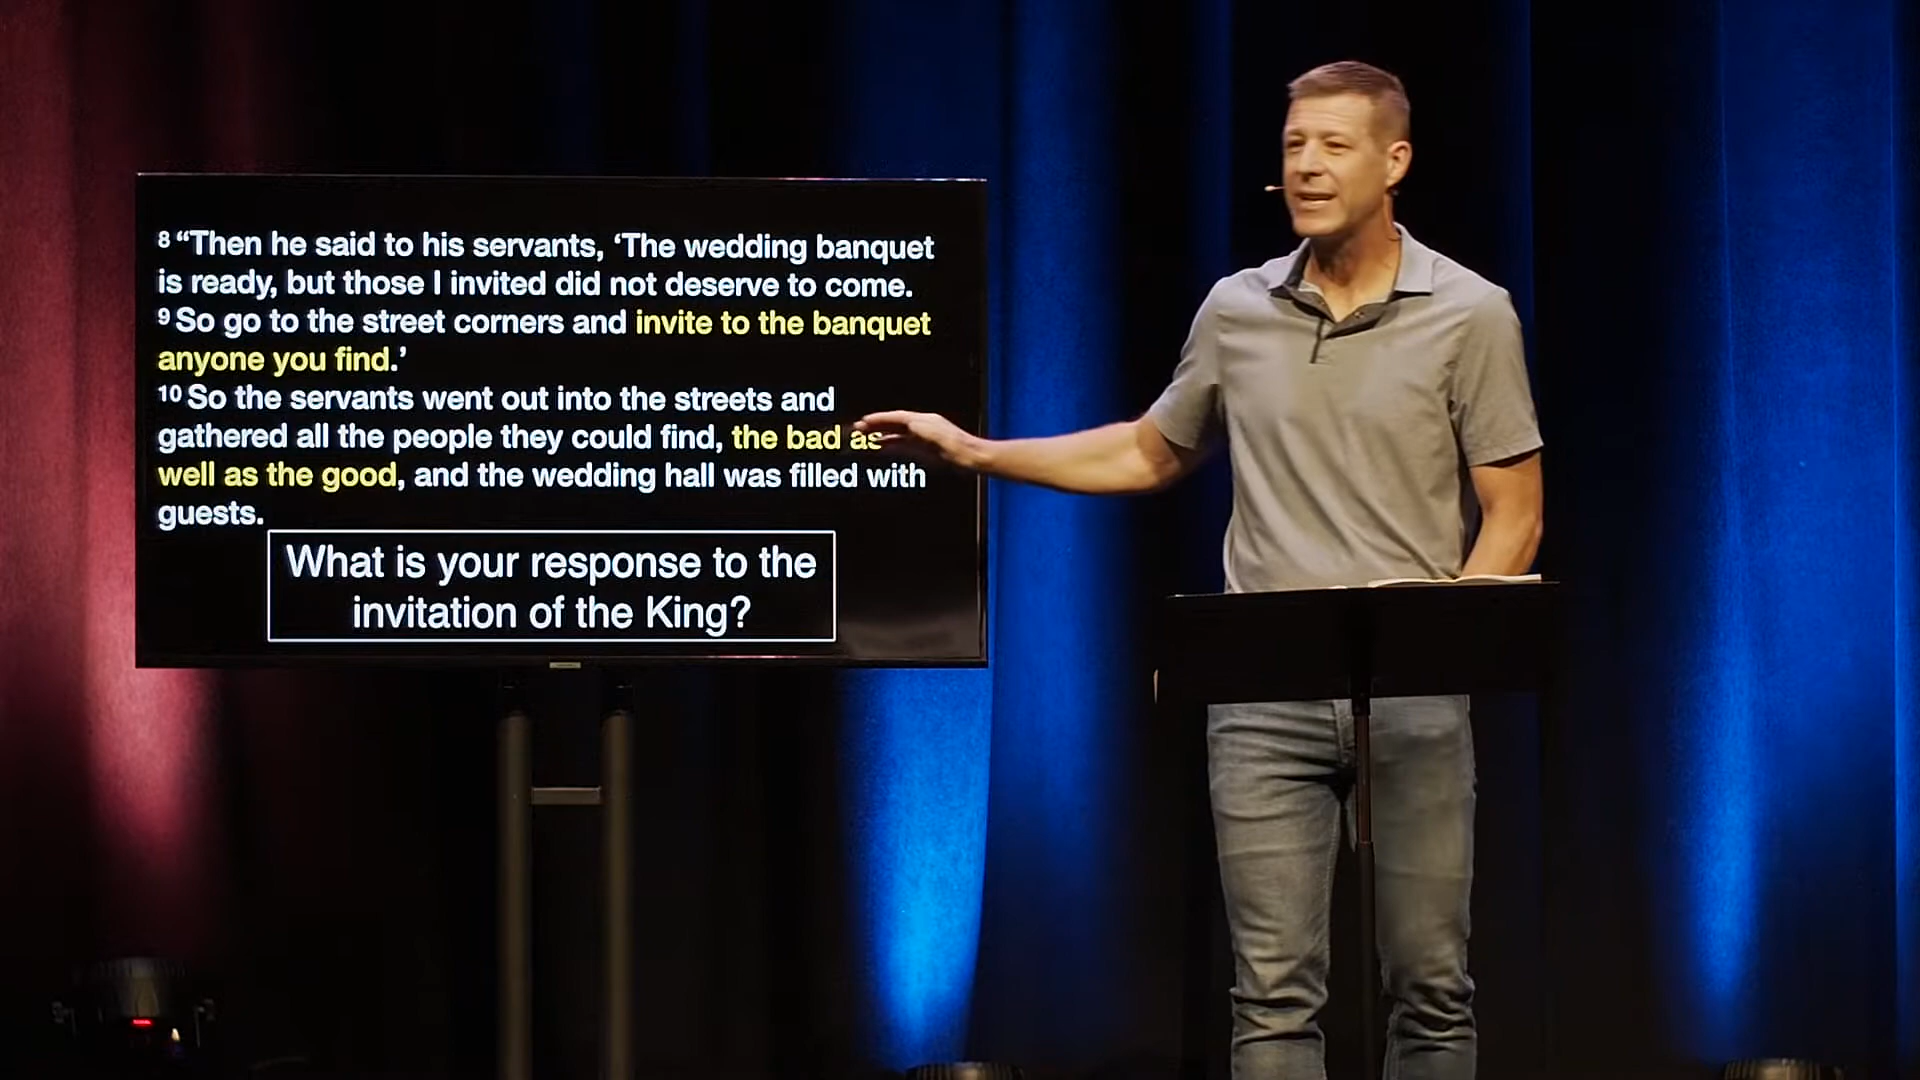 8 “Then he said to his servants, ‘The wedding banquet
is ready, but those I invited did not deserve to come.
9 So go to the street corners and invite to the banquet
anyone you find.’
10 So the servants went out into the streets and
gathered all the people they could find, the bad as
well as the good, and the wedding hall was filled with
guests.
What is your response to the
invitation of the King?